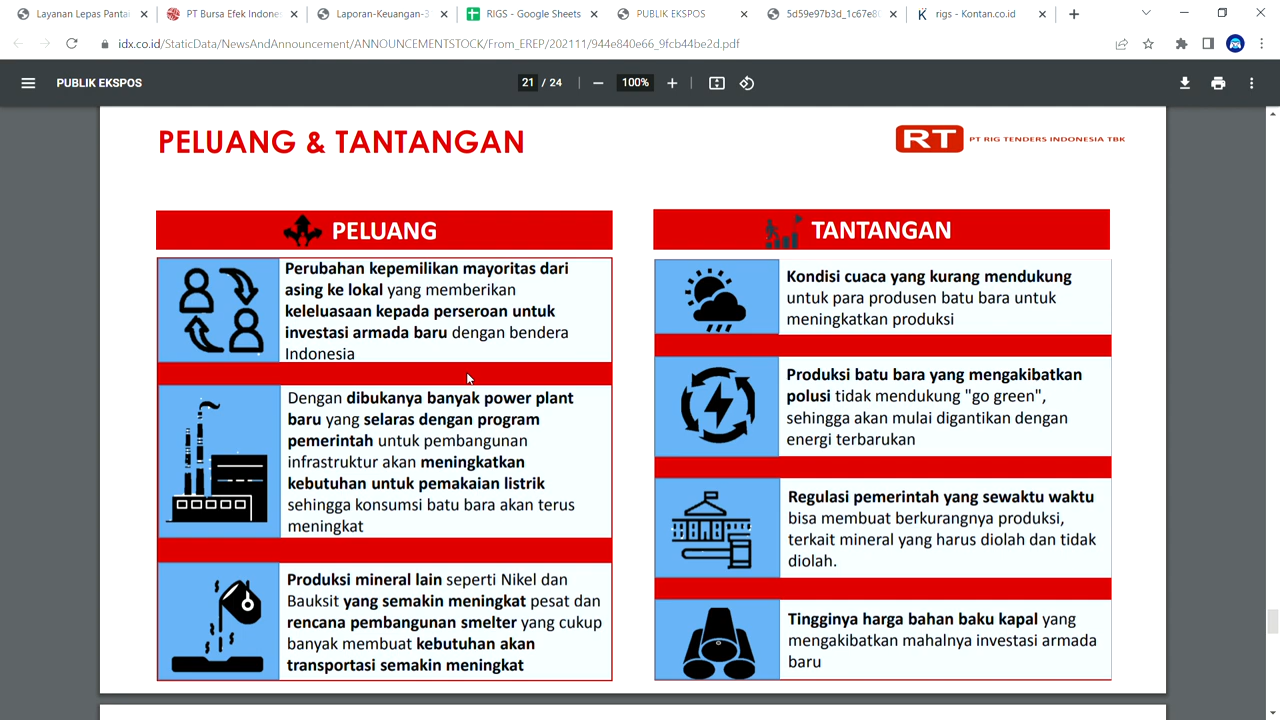 Layanan Lepas Pantai
PT Bursa Efek Indones
Laporan-Keuangan-3
RIGS - Google Sheets
PUBLIK EKSPOS
5d59e97b3d_1c67e80
rigs - Kontan.co.id
idx.co.id/StaticData/NewsAndAnnouncement/ANNOUNCEMENTSTOCK/From_EREP/202111/944e840e66_9fcb44be2d.pdf
PUBLIK EKSPOS
21 / 24
100%
PELUANG & TANTANGAN
RT PT RIG TENDERS INDONESIA TBK
PELUANG
Perubahan kepemilikan mayoritas dari
asing ke lokal yang memberikan
keleluasaan kepada perseroan untuk
investasi armada baru dengan bendera
Indonesia
Dengan dibukanya banyak power plant
baru yang selaras dengan program
pemerintah untuk pembangunan
infrastruktur akan meningkatkan
kebutuhan untuk pemakaian listrik
sehingga konsumsi batu bara akan terus
meningkat
Produksi mineral lain seperti Nikel dan
Bauksit yang semakin meningkat pesat dan
rencana pembangunan smelter yang cukup
banyak membuat kebutuhan akan
transportasi semakin meningkat
TANTANGAN
Kondisi cuaca yang kurang mendukung
untuk para produsen batu bara untuk
meningkatkan produksi
Produksi batu bara yang mengakibatkan
polusi tidak mendukung "go green",
sehingga akan mulai digantikan dengan
energi terbarukan
Regulasi pemerintah yang sewaktu waktu
bisa membuat berkurangnya produksi,
terkait mineral yang harus diolah dan tidak
diolah.
Tingginya harga bahan baku kapal yang
mengakibatkan mahalnya investasi armada
baru